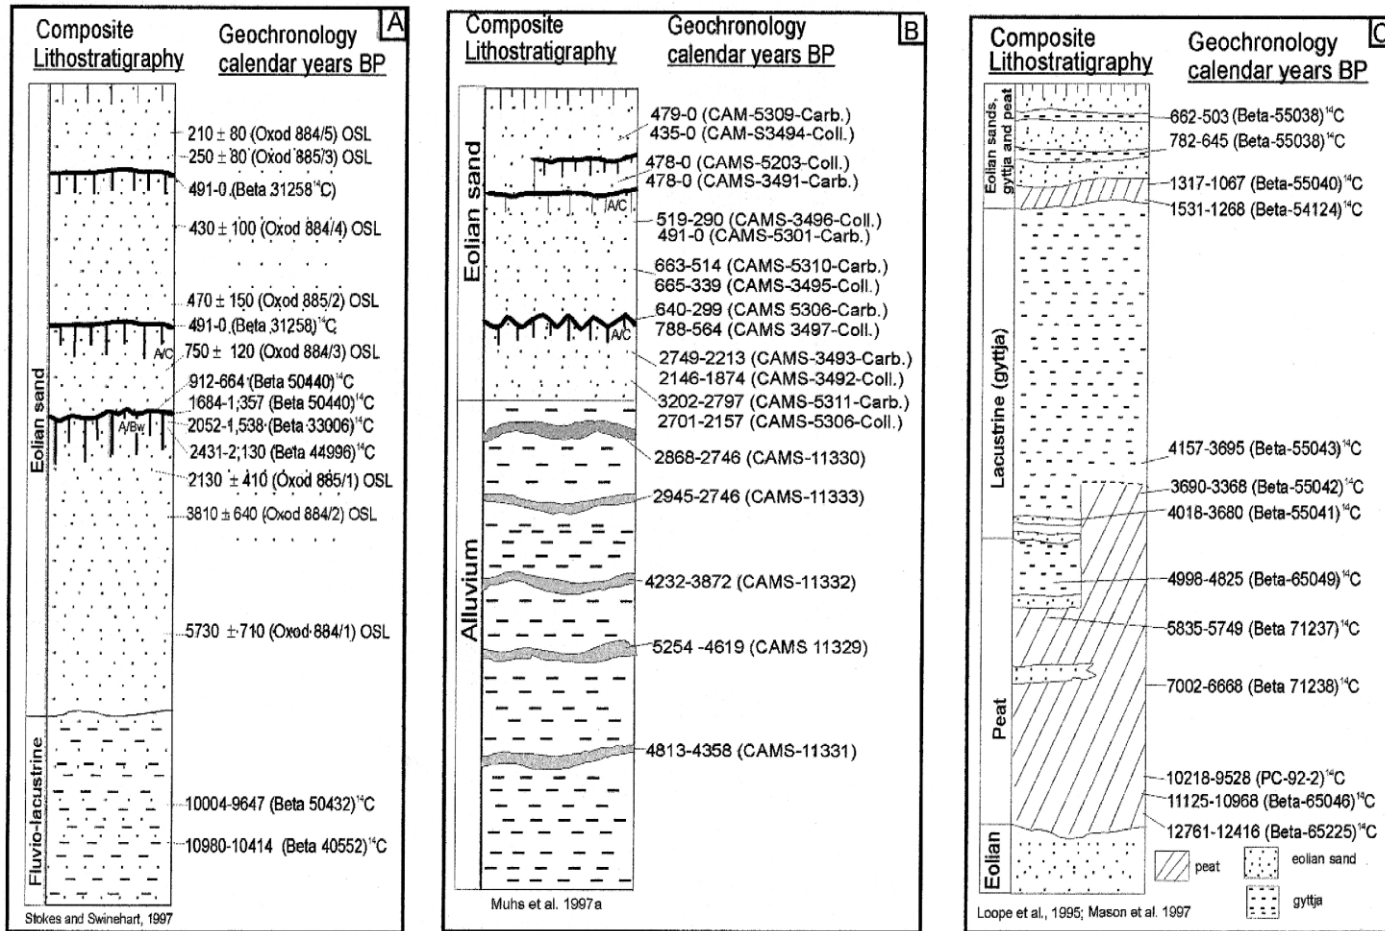 A
Composite
Lithostratigraphy
Geochronology
calendar years BP
Eolian sand
210 ± 80 (Oxod 884/5) OSL
250 ± 80 (Oxod 885/3) OSL
491-0 (Beta 31258¹⁴C)
430 ± 100 (Oxod 884/4) OSL
470 ± 150 (Oxod 885/2) OSL
491-0 (Beta 31258)¹⁴C
A/C
750 ± 120 (Oxod 884/3) OSL
912-664 (Beta 50440)¹⁴C
1684-1,357 (Beta 50440)¹⁴C
A/Bw
2052-1,538 (Beta 33006)¹⁴C
2431-2,130 (Beta 44996)¹⁴C
2130 ± 410 (Oxod 885/1) OSL
3810 ± 640 (Oxod 884/2) OSL
5730 ± 710 (Oxod 884/1) OSL
Fluvio-lacustrine
10004-9647 (Beta 50432)¹⁴C
10980-10414 (Beta 40552)¹⁴C
Stokes and Swinehart, 1997
B
Composite
Lithostratigraphy
Geochronology
calendar years BP
Eolian sand
479-0 (CAM-5309-Carb.)
435-0 (CAM-S3494-Coll.)
478-0 (CAMS-5203-Coll.)
478-0 (CAMS-3491-Carb.)
A/C
519-290 (CAMS-3496-Coll.)
491-0 (CAMS-5301-Carb.)
663-514 (CAMS-5310-Carb.)
665-339 (CAMS-3495-Coll.)
640-299 (CAMS 5306-Carb.)
788-564 (CAMS 3497-Coll.)
A/C
2749-2213 (CAMS-3493-Carb.)
2146-1874 (CAMS-3492-Coll.)
3202-2797 (CAMS-5311-Carb.)
2701-2157 (CAMS-5306-Coll.)
Alluvium
2868-2746 (CAMS-11330)
2945-2746 (CAMS-11333)
4232-3872 (CAMS-11332)
5254 -4619 (CAMS 11329)
4813-4358 (CAMS-11331)
Muhs et al. 1997a
C
Composite
Lithostratigraphy
Geochronology
calendar years BP
Eolian sands,
gyttja and peat
662-503 (Beta-55038)¹⁴C
782-645 (Beta-55038)¹⁴C
1317-1067 (Beta-55040)¹⁴C
1531-1268 (Beta-54124)¹⁴C
Lacustrine (gyttja)
4157-3695 (Beta-55043)¹⁴C
3690-3368 (Beta-55042)¹⁴C
4018-3680 (Beta-55041)¹⁴C
Peat
4998-4825 (Beta-65049)¹⁴C
5835-5749 (Beta 71237)¹⁴C
7002-6668 (Beta 71238)¹⁴C
10218-9528 (PC-92-2)¹⁴C
11125-10968 (Beta-65046)¹⁴C
12761-12416 (Beta-65225)¹⁴C
Eolian
peat
eolian sand
gyttja
Loope et al., 1995; Mason et al. 1997